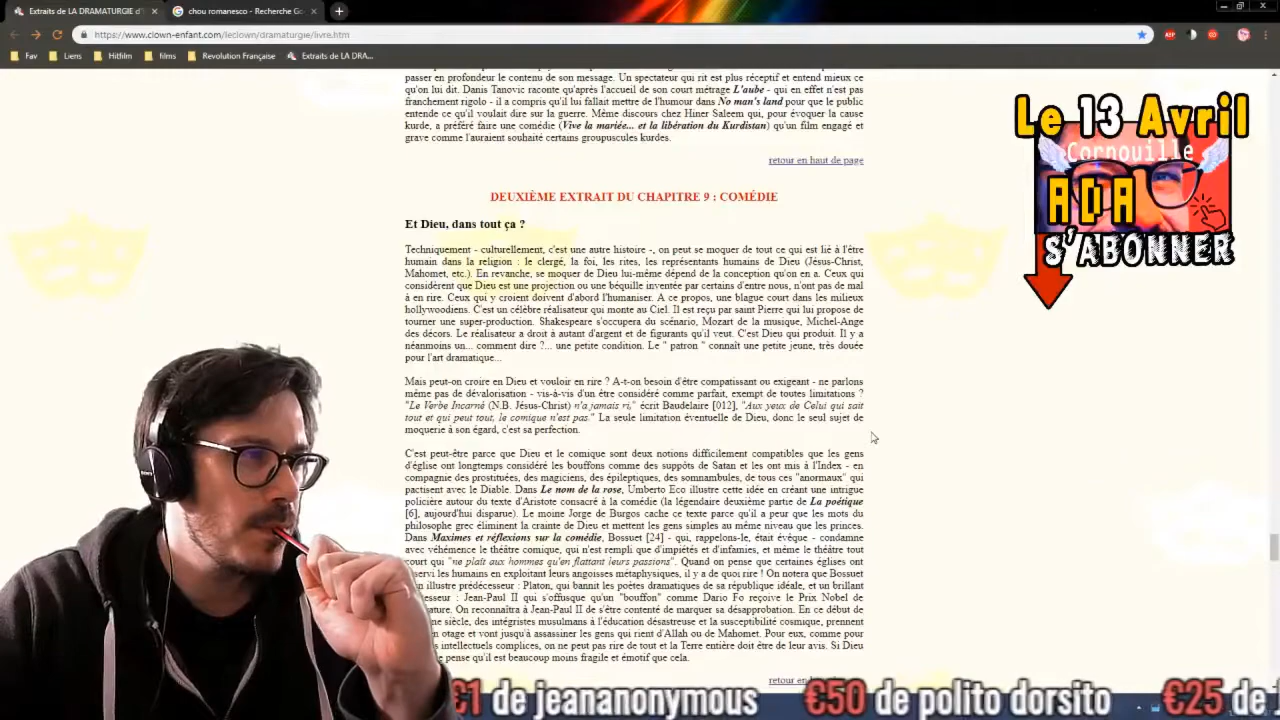 Extraits de LA DRAMATURGIE d'
chou romanesco - Recherche Go
https://www.clown-enfant.com/leclown/dramaturgie/livre.htm
Fav
Liens
Hitfilm
films
Revolution Française
Extraits de LA DRA...
passer en profondeur le contenu de son message. Un spectateur qui rit est plus réceptif et entend mieux ce
qu'on lui dit. Danis Tanovic raconte qu'après l'accueil de son court métrage L'aube - qui en effet n'est pas
franchement rigolo - il a compris qu'il lui fallait mettre de l'humour dans No man's land pour que le public
entende ce qu'il voulait dire sur la guerre. Même discours chez Hiner Saleem qui, pour évoquer la cause
kurde, a préféré faire une comédie (Vive la mariée... et la libération du Kurdistan) qu'un film engagé et
grave comme l'auraient souhaité certains groupuscules kurdes.
retour en haut de page
DEUXIÈME EXTRAIT DU CHAPITRE 9 : COMÉDIE
Et Dieu, dans tout ça ?
Techniquement - culturellement, c'est une autre histoire -, on peut se moquer de tout ce qui est lié à l'être
humain dans la religion : le clergé, la foi, les rites, les représentants humains de Dieu (Jésus-Christ,
Mahomet, etc.). En revanche, se moquer de Dieu lui-même dépend de la conception qu'on en a. Ceux qui
considèrent que Dieu est une projection ou une béquille inventée par certains d'entre nous, n'ont pas de mal
à en rire. Ceux qui y croient doivent d'abord l'humaniser. A ce propos, une blague court dans les milieux
hollywoodiens. C'est un célèbre réalisateur qui monte au Ciel. Il est reçu par saint Pierre qui lui propose de
tourner une super-production. Shakespeare s'occupera du scénario, Mozart de la musique, Michel-Ange
des décors. Le réalisateur a droit à autant d'argent et de figurants qu'il veut. C'est Dieu qui produit. Il y a
néanmoins un... comment dire ?... une petite condition. Le " patron " connaît une petite jeune, très douée
pour l'art dramatique...
Mais peut-on croire en Dieu et vouloir en rire ? A-t-on besoin d'être compatissant ou exigeant - ne parlons
même pas de dévalorisation - vis-à-vis d'un être considéré comme parfait, exempt de toutes limitations ?
"Le Verbe Incarné (N.B. Jésus-Christ) n'a jamais ri," écrit Baudelaire [012], "Aux yeux de Celui qui sait
tout et qui peut tout, le comique n'est pas." La seule limitation éventuelle de Dieu, donc le seul sujet de
moquerie à son égard, c'est sa perfection.
C'est peut-être parce que Dieu et le comique sont deux notions difficilement compatibles que les gens
d'église ont longtemps considéré les bouffons comme des suppôts de Satan et les ont mis à l'Index - en
compagnie des prostituées, des magiciens, des épileptiques, des somnambules, de tous ces "anormaux" qui
pactisent avec le Diable. Dans Le nom de la rose, Umberto Eco illustre cette idée en créant une intrigue
policière autour du texte d'Aristote consacré à la comédie (la légendaire deuxième partie de La poétique
[6], aujourd'hui disparue). Le moine Jorge de Burgos cache ce texte parce qu'il a peur que les mots du
philosophe grec éliminent la crainte de Dieu et mettent les gens simples au même niveau que les princes.
Dans Maximes et réflexions sur la comédie, Bossuet [24] - qui, rappelons-le, était évêque - condamne
avec véhémence le théâtre comique, qui n'est rempli que d'impiétés et d'infamies, et même le théâtre tout
court qui "ne plaît aux hommes qu'en flattant leurs passions". Quand on pense que certaines églises ont
servi les humains en exploitant leurs angoisses métaphysiques, il y a de quoi rire ! On notera que Bossuet
n illustre prédécesseur : Platon, qui bannit les poètes dramatiques de sa république idéale, et un brillant
esseur : Jean-Paul II qui s'offusque qu'un "bouffon" comme Dario Fo reçoive le Prix Nobel de
ature. On reconnaîtra à Jean-Paul II de s'être contenté de marquer sa désapprobation. En ce début de
ne siècle, des intégristes musulmans à l'éducation désastreuse et la susceptibilité cosmique, prennent
en otage et vont jusqu'à assassiner les gens qui rient d'Allah ou de Mahomet. Pour eux, comme pour
s intellectuels complices, on ne peut pas rire de tout et la Terre entière doit être de leur avis. Si Dieu
e pense qu'il est beaucoup moins fragile et émotif que cela.
retour en
Le 13 Avril
Cornouille
ADA
S'ABONNER
€1 de jeananonymous €50 de polito dorsito €25 de